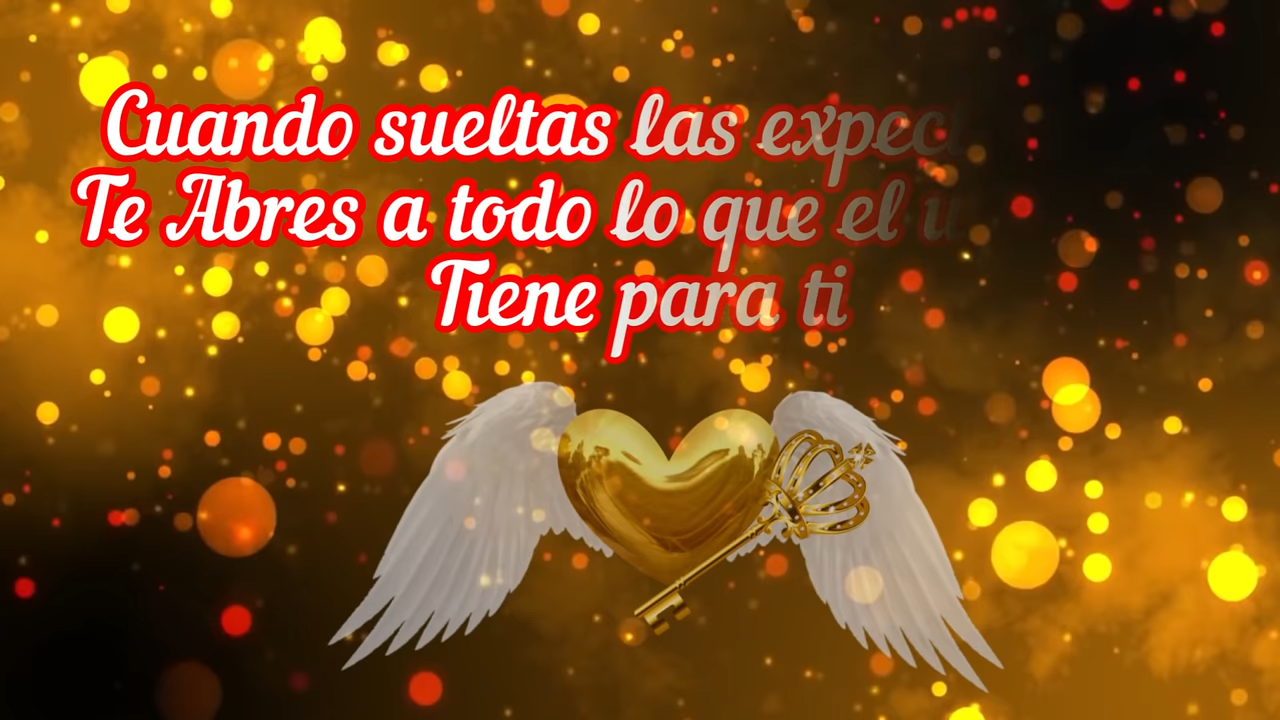 Cuando sueltas las
Te Abres a todo lo que el
Tiene para ti